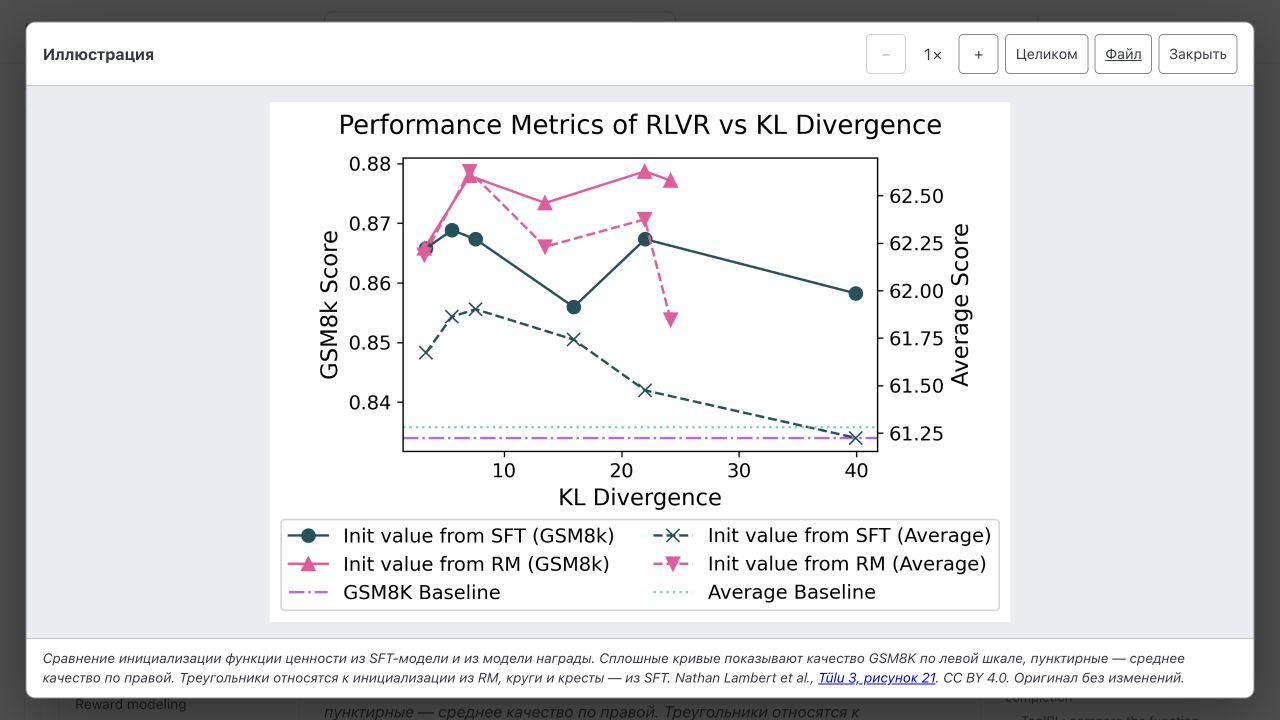 Иллюстрация
−
1×
+
Целиком
Файл
Закрыть
Performance Metrics of RLVR vs KL Divergence
0.88
0.87
0.86
0.85
0.84
GSM8k Score
62.50
62.25
62.00
61.75
61.50
61.25
Average Score
10
20
30
40
KL Divergence
Init value from SFT (GSM8k)
Init value from RM (GSM8k)
GSM8K Baseline
Init value from SFT (Average)
Init value from RM (Average)
Average Baseline
Сравнение инициализации функции ценности из SFT-модели и из модели награды. Сплошные кривые показывают качество GSM8K по левой шкале, пунктирные — среднее
качество по правой. Треугольники относятся к инициализации из RM, круги и кресты — из SFT. Nathan Lambert et al., Tülu 3, рисунок 21. CC BY 4.0. Оригинал без изменений.
Reward modeling
пунктирные — среднее качество по правой. Треугольники относятся к
completion